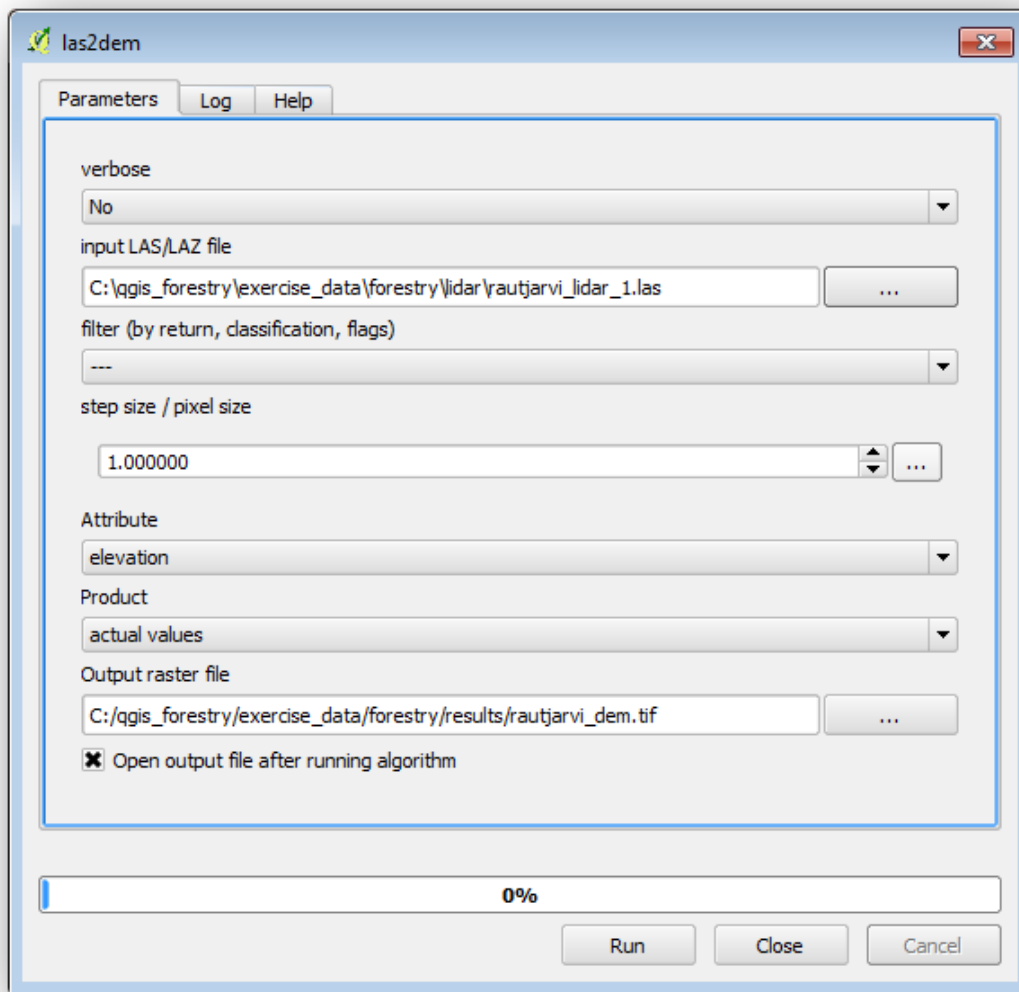 las2dem
Parameters Log Help
verbose
No
input LAS/LAZ file
C:\qgis_forestry\exercise_data\forestry\lidar\rautjarvi_lidar_1.las
...
filter (by return, classification, flags)
---
step size / pixel size
1.000000
...
Attribute
elevation
Product
actual values
Output raster file
C:/qgis_forestry/exercise_data/forestry/results/rautjarvi_dem.tif
...
Open output file after running algorithm
0%
Run Close Cancel